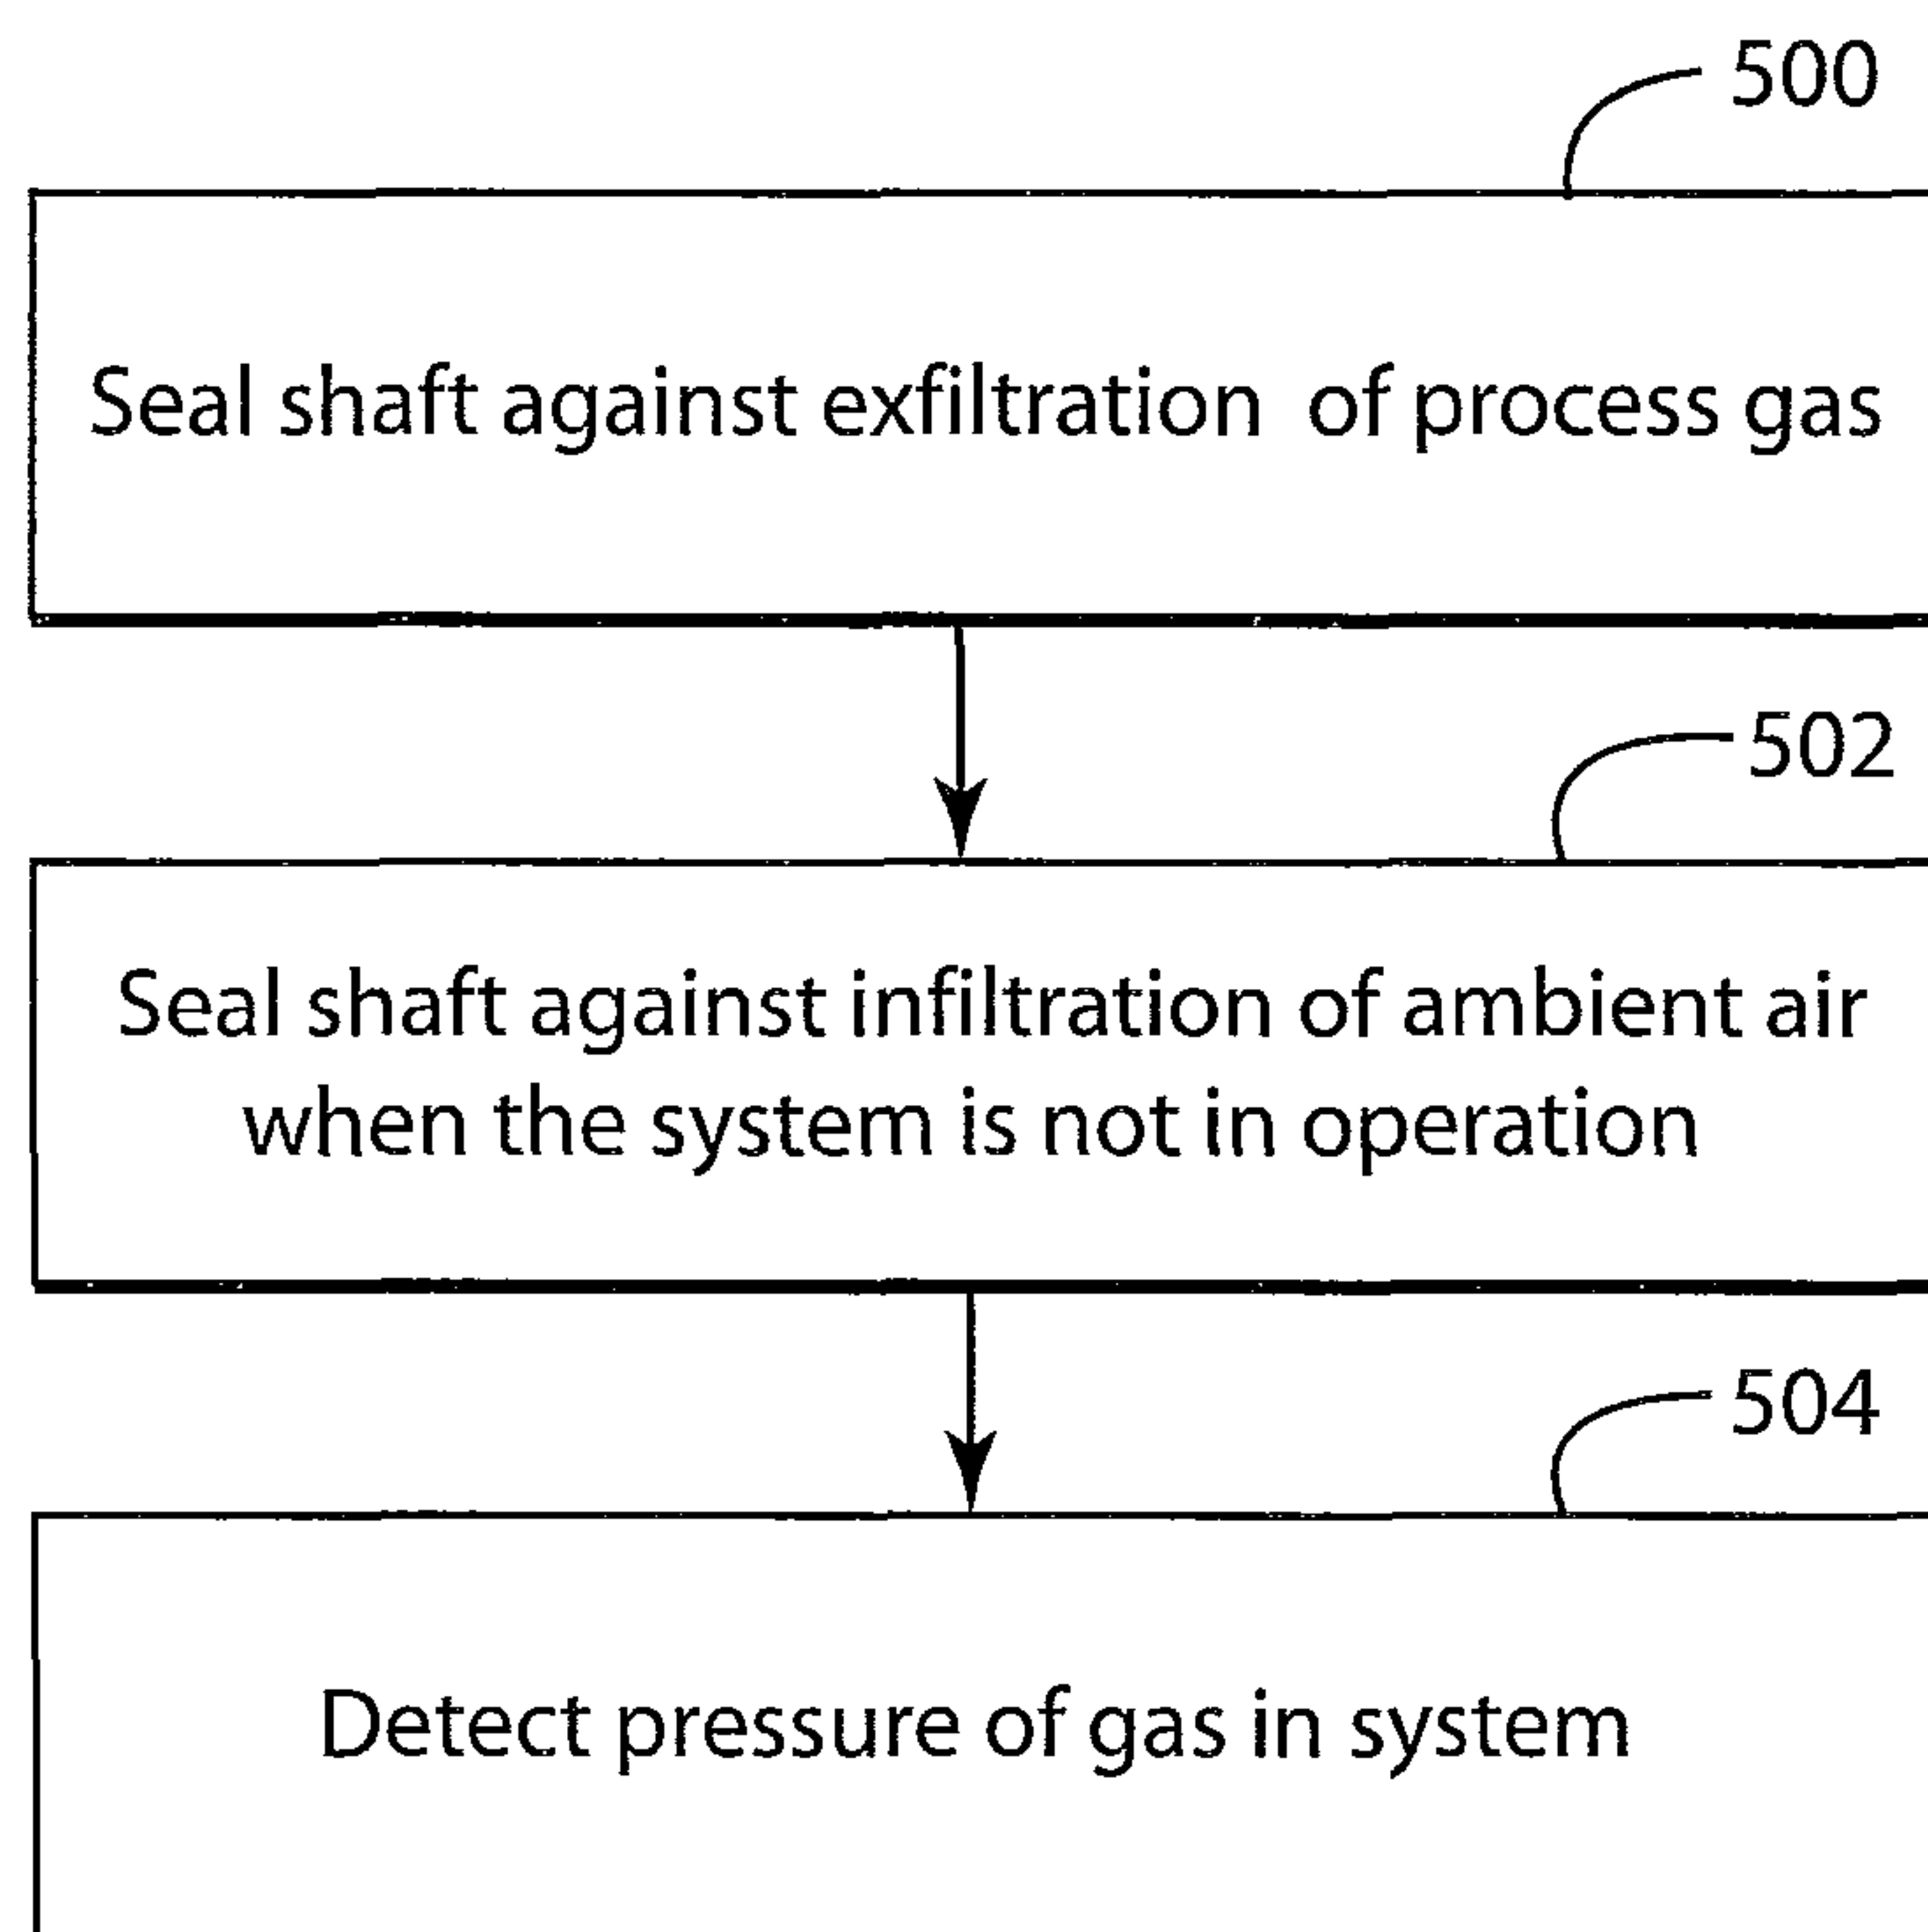 500
Seal shaft against exfiltration of process gas
502
Seal shaft against infiltration of ambient air
when the system is not in operation
504
Detect pressure of gas in system